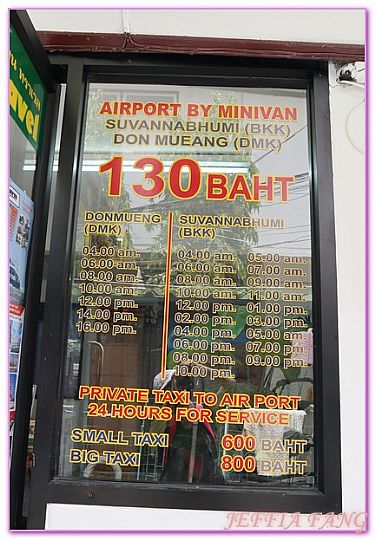 avel
AIRPORT BY MINIVAN
SUVANNABHUMI (BKK)
DON MUEANG (DMK)
130 BAHT
DONMUENG (DMK)
04.00 am.
06.00 am.
08.00 am.
10.00 am.
12.00 pm.
14.00 pm.
16.00 pm.
SUVANNABHUMI (BKK)
04.00 am. 05.00 am.
06.00 am. 07.00 am.
08.00 am. 09.00 am.
10.00 am. 11.00 am.
12.00 pm. 01.00 pm.
02.00 pm. 03.00 pm.
04.00 pm. 05.00 pm.
06.00 pm. 07.00 pm.
08.00 pm. 09.00 pm.
10.00 pm.
PRIVATE TAXI TO AIR PORT
24 HOURS FOR SERVICE
SMALL TAXI 600 BAHT
BIG TAXI 800 BAHT
JEFFIA FANG